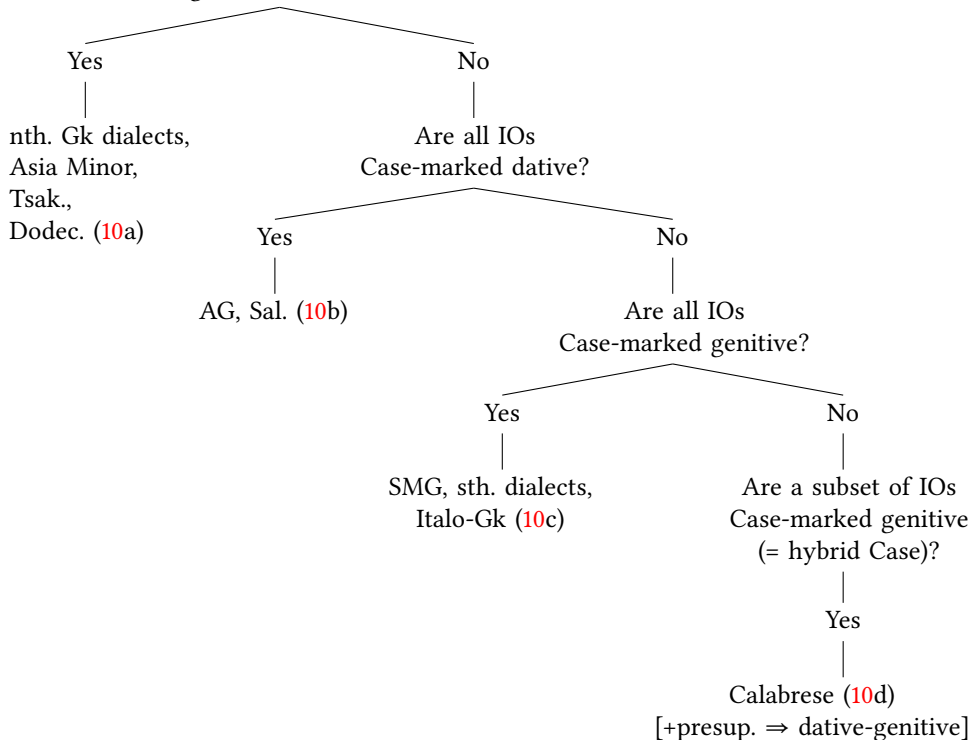 Yes
No
nth. Gk dialects,
Asia Minor,
Tsak.,
Dodec. (10a)
Are all IOs
Case-marked dative?
Yes
No
AG, Sal. (10b)
Are all IOs
Case-marked genitive?
Yes
No
SMG, sth. dialects,
Italo-Gk (10c)
Are a subset of IOs
Case-marked genitive
(= hybrid Case)?
Yes
Calabrese (10d)
[+presup. ⇒ dative-genitive]